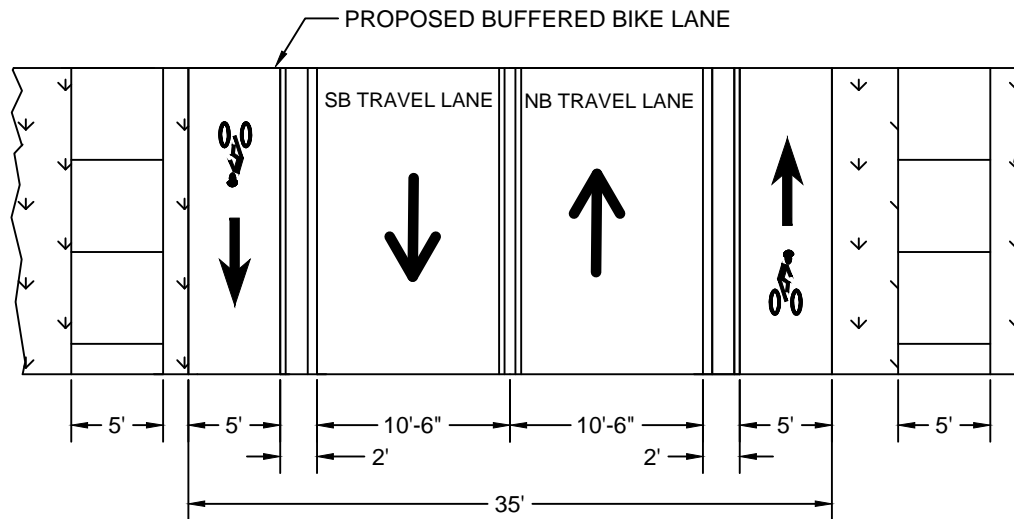 PROPOSED BUFFERED BIKE LANE
SB TRAVEL LANE NB TRAVEL LANE
5' 5' 10'-6" 10'-6" 5' 5'
2' 2'
35'